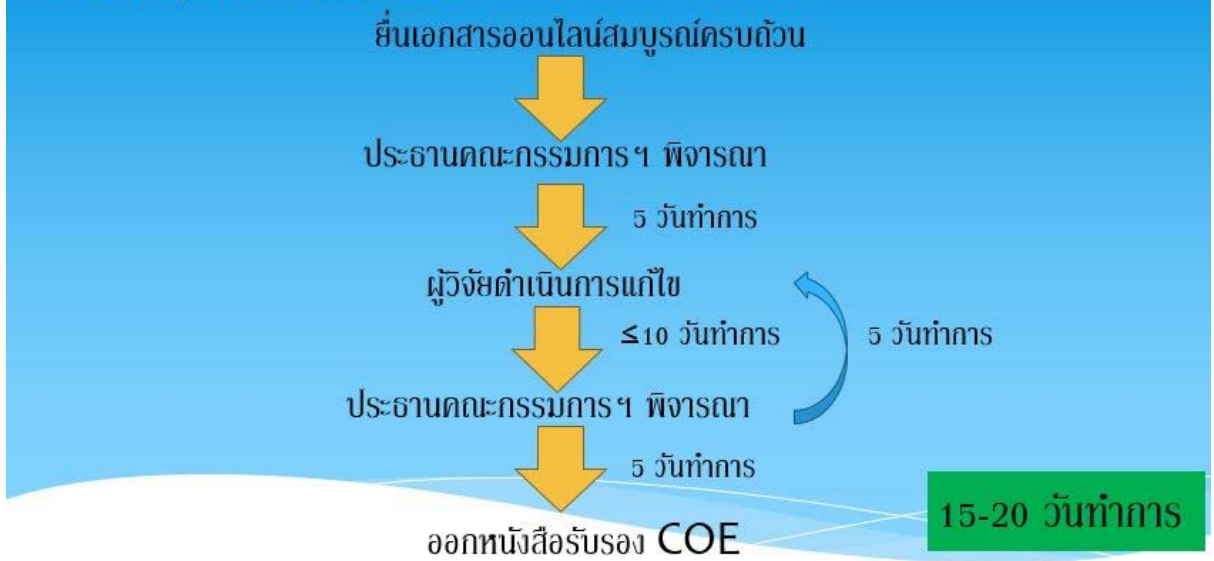 ยื่นเอกสารออนไลน์สมบูรณ์ครบถ้วน
ประธานคณะกรรมการฯ พิจารณา
5 วันทำการ
ผู้วิจัยดำเนินการแก้ไข
≤10 วันทำการ
5 วันทำการ
ประธานคณะกรรมการฯ พิจารณา
5 วันทำการ
15-20 วันทำการ
ออกหนังสือรับรอง COE